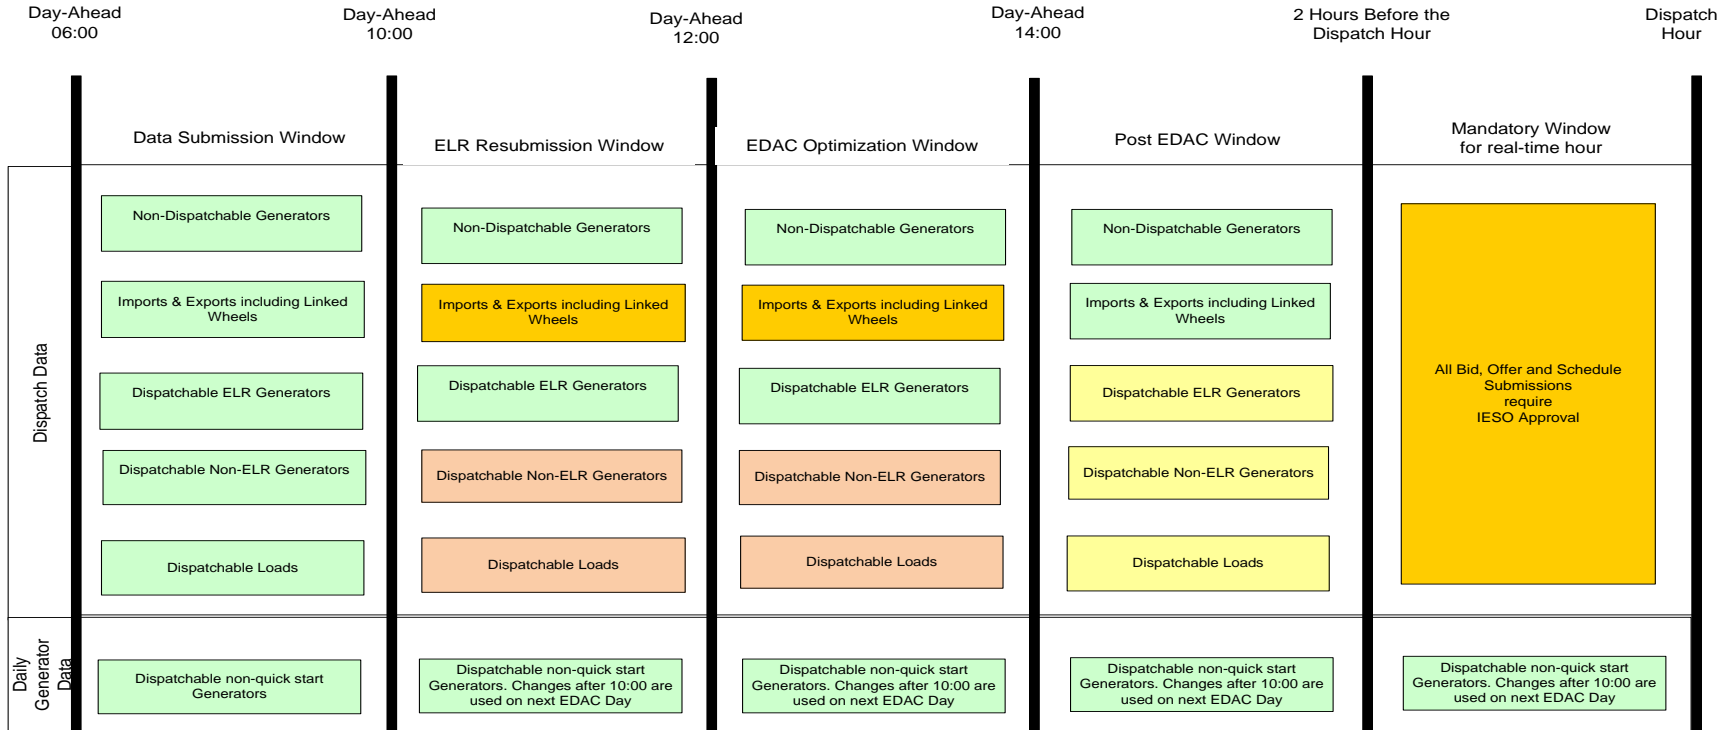 Day-Ahead
06:00
Day-Ahead
10:00
Day-Ahead
12:00
Day-Ahead
14:00
2 Hours Before the
Dispatch Hour
Dispatch
Hour
Data Submission Window
ELR Resubmission Window
EDAC Optimization Window
Post EDAC Window
Mandatory Window
for real-time hour
Dispatch Data
Non-Dispatchable Generators
Non-Dispatchable Generators
Non-Dispatchable Generators
Non-Dispatchable Generators
Imports & Exports including Linked
Wheels
Imports & Exports including Linked
Wheels
Imports & Exports including Linked
Wheels
Imports & Exports including Linked
Wheels
Dispatchable ELR Generators
Dispatchable ELR Generators
Dispatchable ELR Generators
Dispatchable ELR Generators
All Bid, Offer and Schedule
Submissions
require
IESO Approval
Dispatchable Non-ELR Generators
Dispatchable Non-ELR Generators
Dispatchable Non-ELR Generators
Dispatchable Non-ELR Generators
Dispatchable Loads
Dispatchable Loads
Dispatchable Loads
Dispatchable Loads
Daily
Generator
Data
Dispatchable non-quick start
Generators
Dispatchable non-quick start
Generators. Changes after 10:00 are
used on next EDAC Day
Dispatchable non-quick start
Generators. Changes after 10:00 are
used on next EDAC Day
Dispatchable non-quick start
Generators. Changes after 10:00 are
used on next EDAC Day
Dispatchable non-quick start
Generators. Changes after 10:00 are
used on next EDAC Day